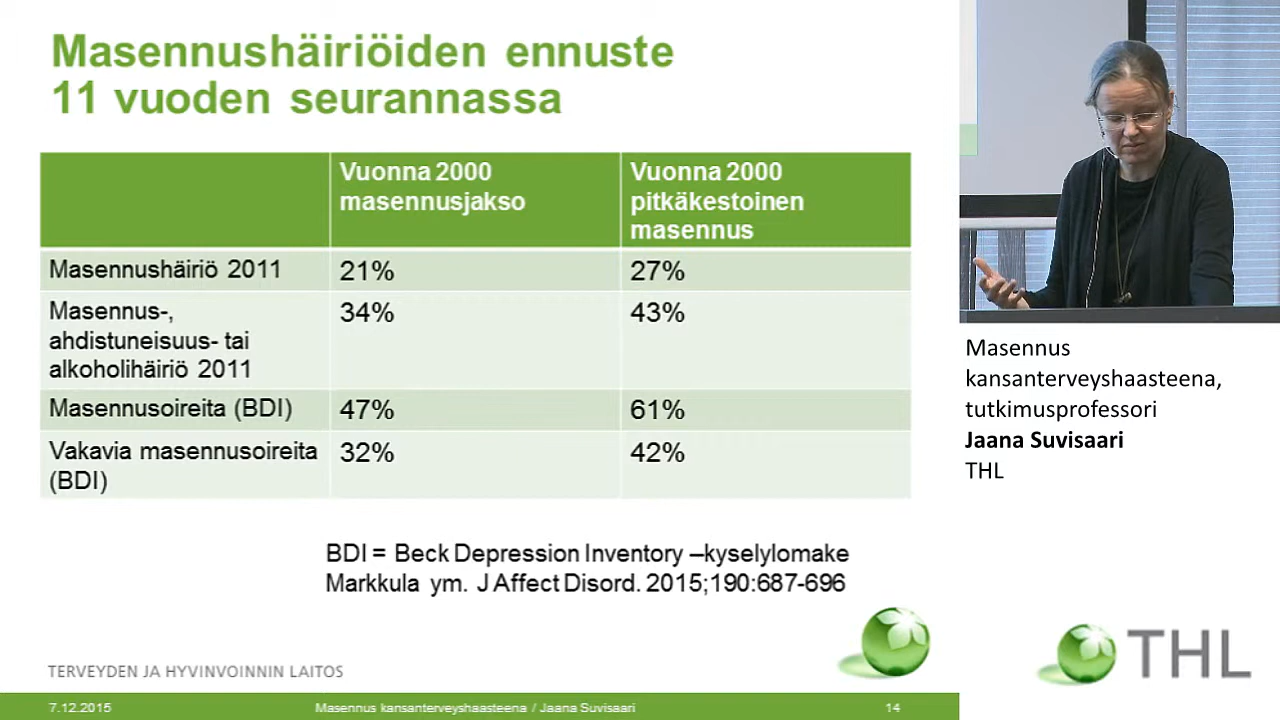 Masennushäiriöiden ennuste
11 vuoden seurannassa
Vuonna 2000
masennusjakso
Vuonna 2000
pitkäkestoinen
masennus
Masennushäiriö 2011
21%
27%
Masennus-,
ahdistuneisuus- tai
alkoholihäiriö 2011
34%
43%
Masennusoireita (BDI)
47%
61%
Vakavia masennusoireita
(BDI)
32%
42%
BDI = Beck Depression Inventory –kyselylomake
Markkula ym. J Affect Disord. 2015;190:687-696
TERVEYDEN JA HYVINVOINNIN LAITOS
7.12.2015
Masennus kansanterveyshaasteena / Jaana Suvisaari
14
Masennus
kansanterveyshaasteena,
tutkimusprofessori
Jaana Suvisaari
THL
THL